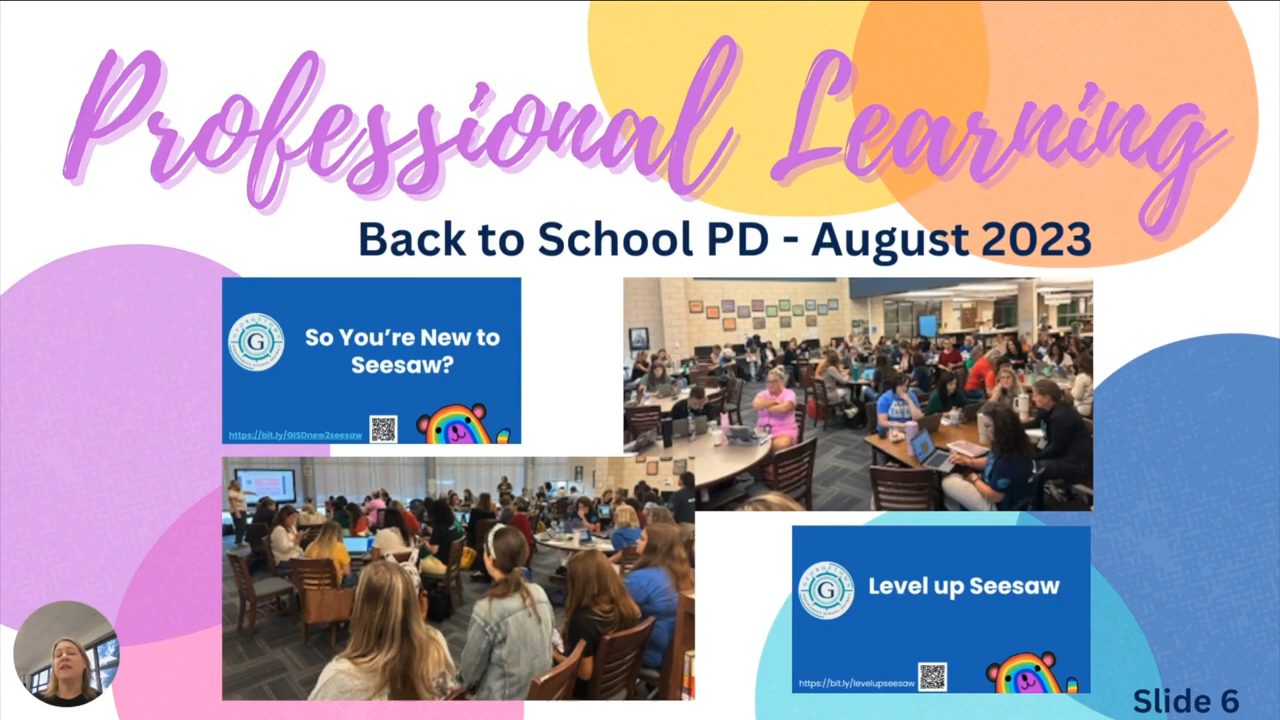 Professional Learning
Back to School PD - August 2023
So You're New to
Seesaw?
G
https://bit.ly/GISDnew2seesaw
Level up Seesaw
G
https://bit.ly/levelupseesaw
Slide 6